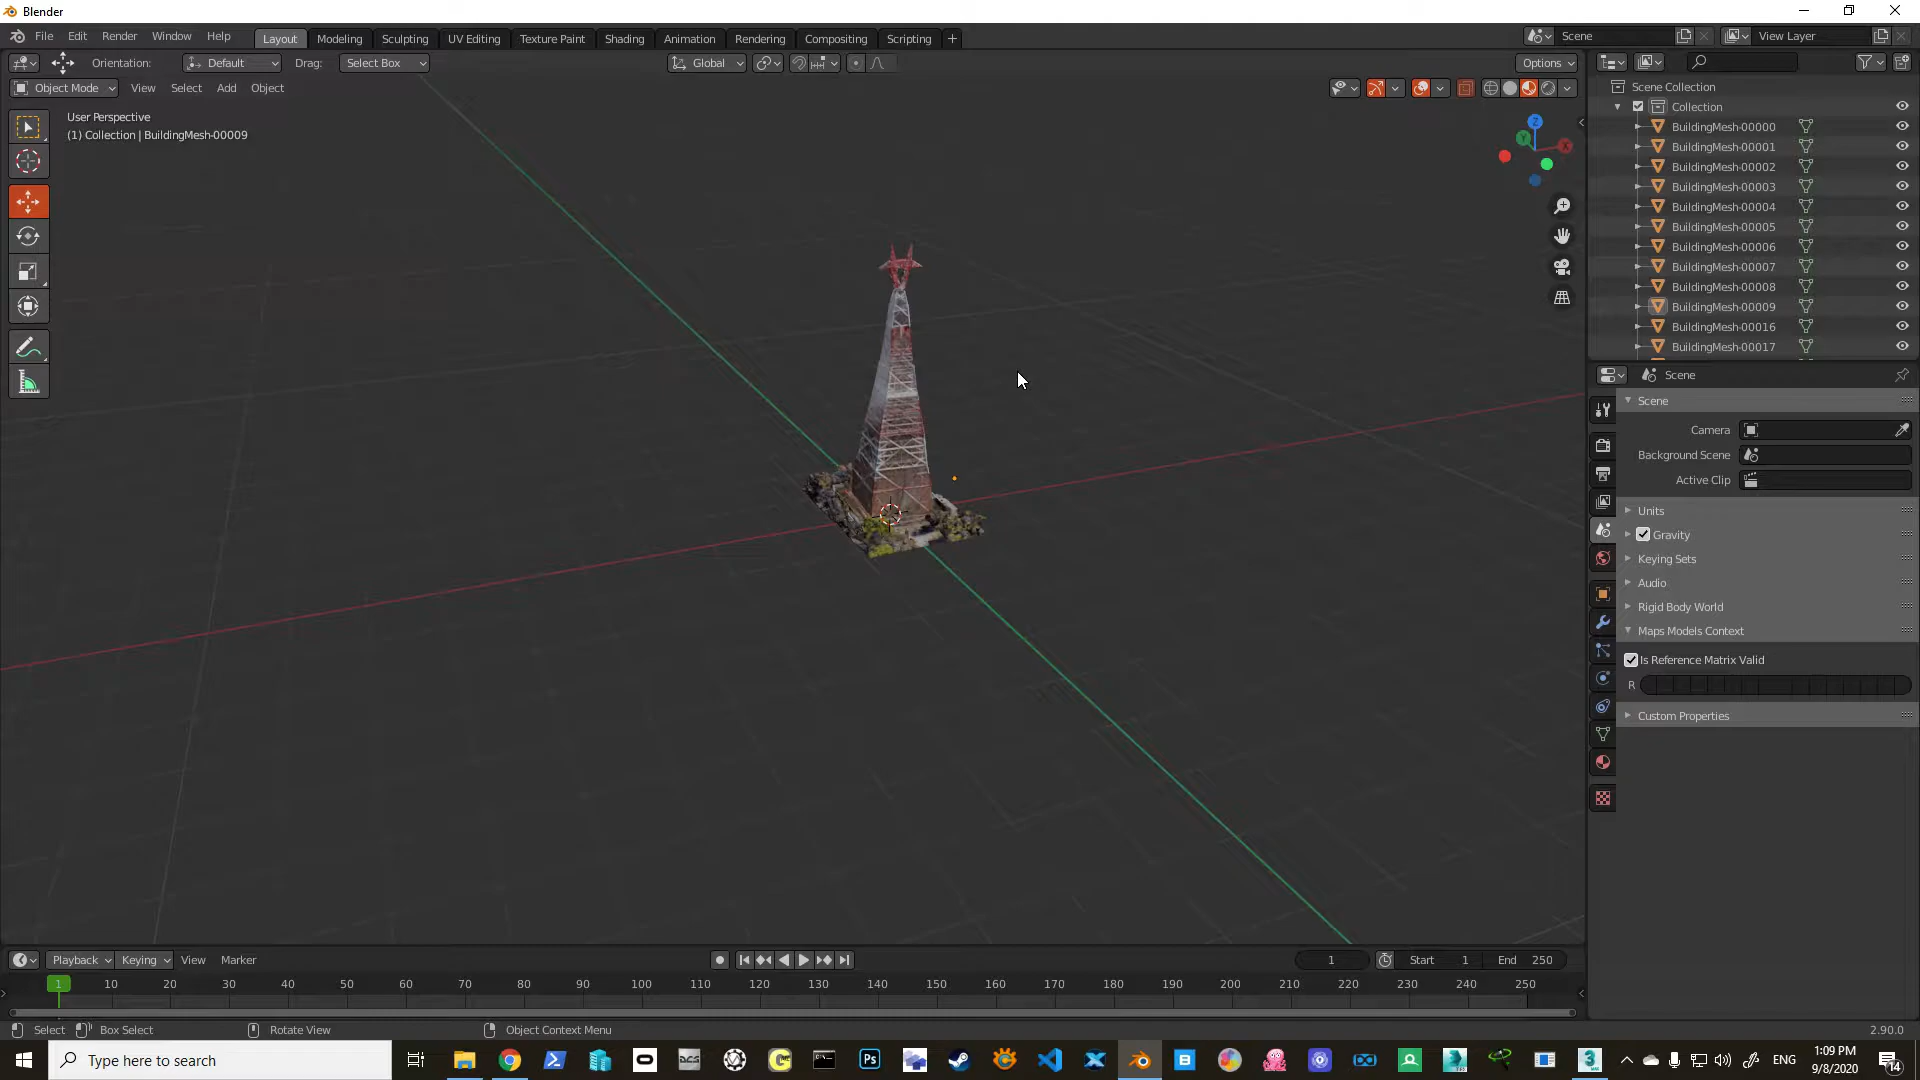 Blender
File Edit Render Window Help Layout Modeling Sculpting UV Editing Texture Paint Shading Animation Rendering Compositing Scripting + Scene View Layer
Orientation: Default Drag: Select Box Global Options
Object Mode View Select Add Object
User Perspective
(1) Collection | BuildingMesh-00009
Z
Y
X
Scene Collection
Collection
BuildingMesh-00000
BuildingMesh-00001
BuildingMesh-00002
BuildingMesh-00003
BuildingMesh-00004
BuildingMesh-00005
BuildingMesh-00006
BuildingMesh-00007
BuildingMesh-00008
BuildingMesh-00009
BuildingMesh-00016
BuildingMesh-00017
Scene
Scene
Camera
Background Scene
Active Clip
Units
Gravity
Keying Sets
Audio
Rigid Body World
Maps Models Context
Is Reference Matrix Valid
R
Custom Properties
Playback Keying View Marker 1 Start 1 End 250
1 10 20 30 40 50 60 70 80 90 100 110 120 130 140 150 160 170 180 190 200 210 220 230 240 250
Select Box Select Rotate View Object Context Menu 2.90.0
Type here to search
Ps
ENG
1:09 PM
9/8/2020
14